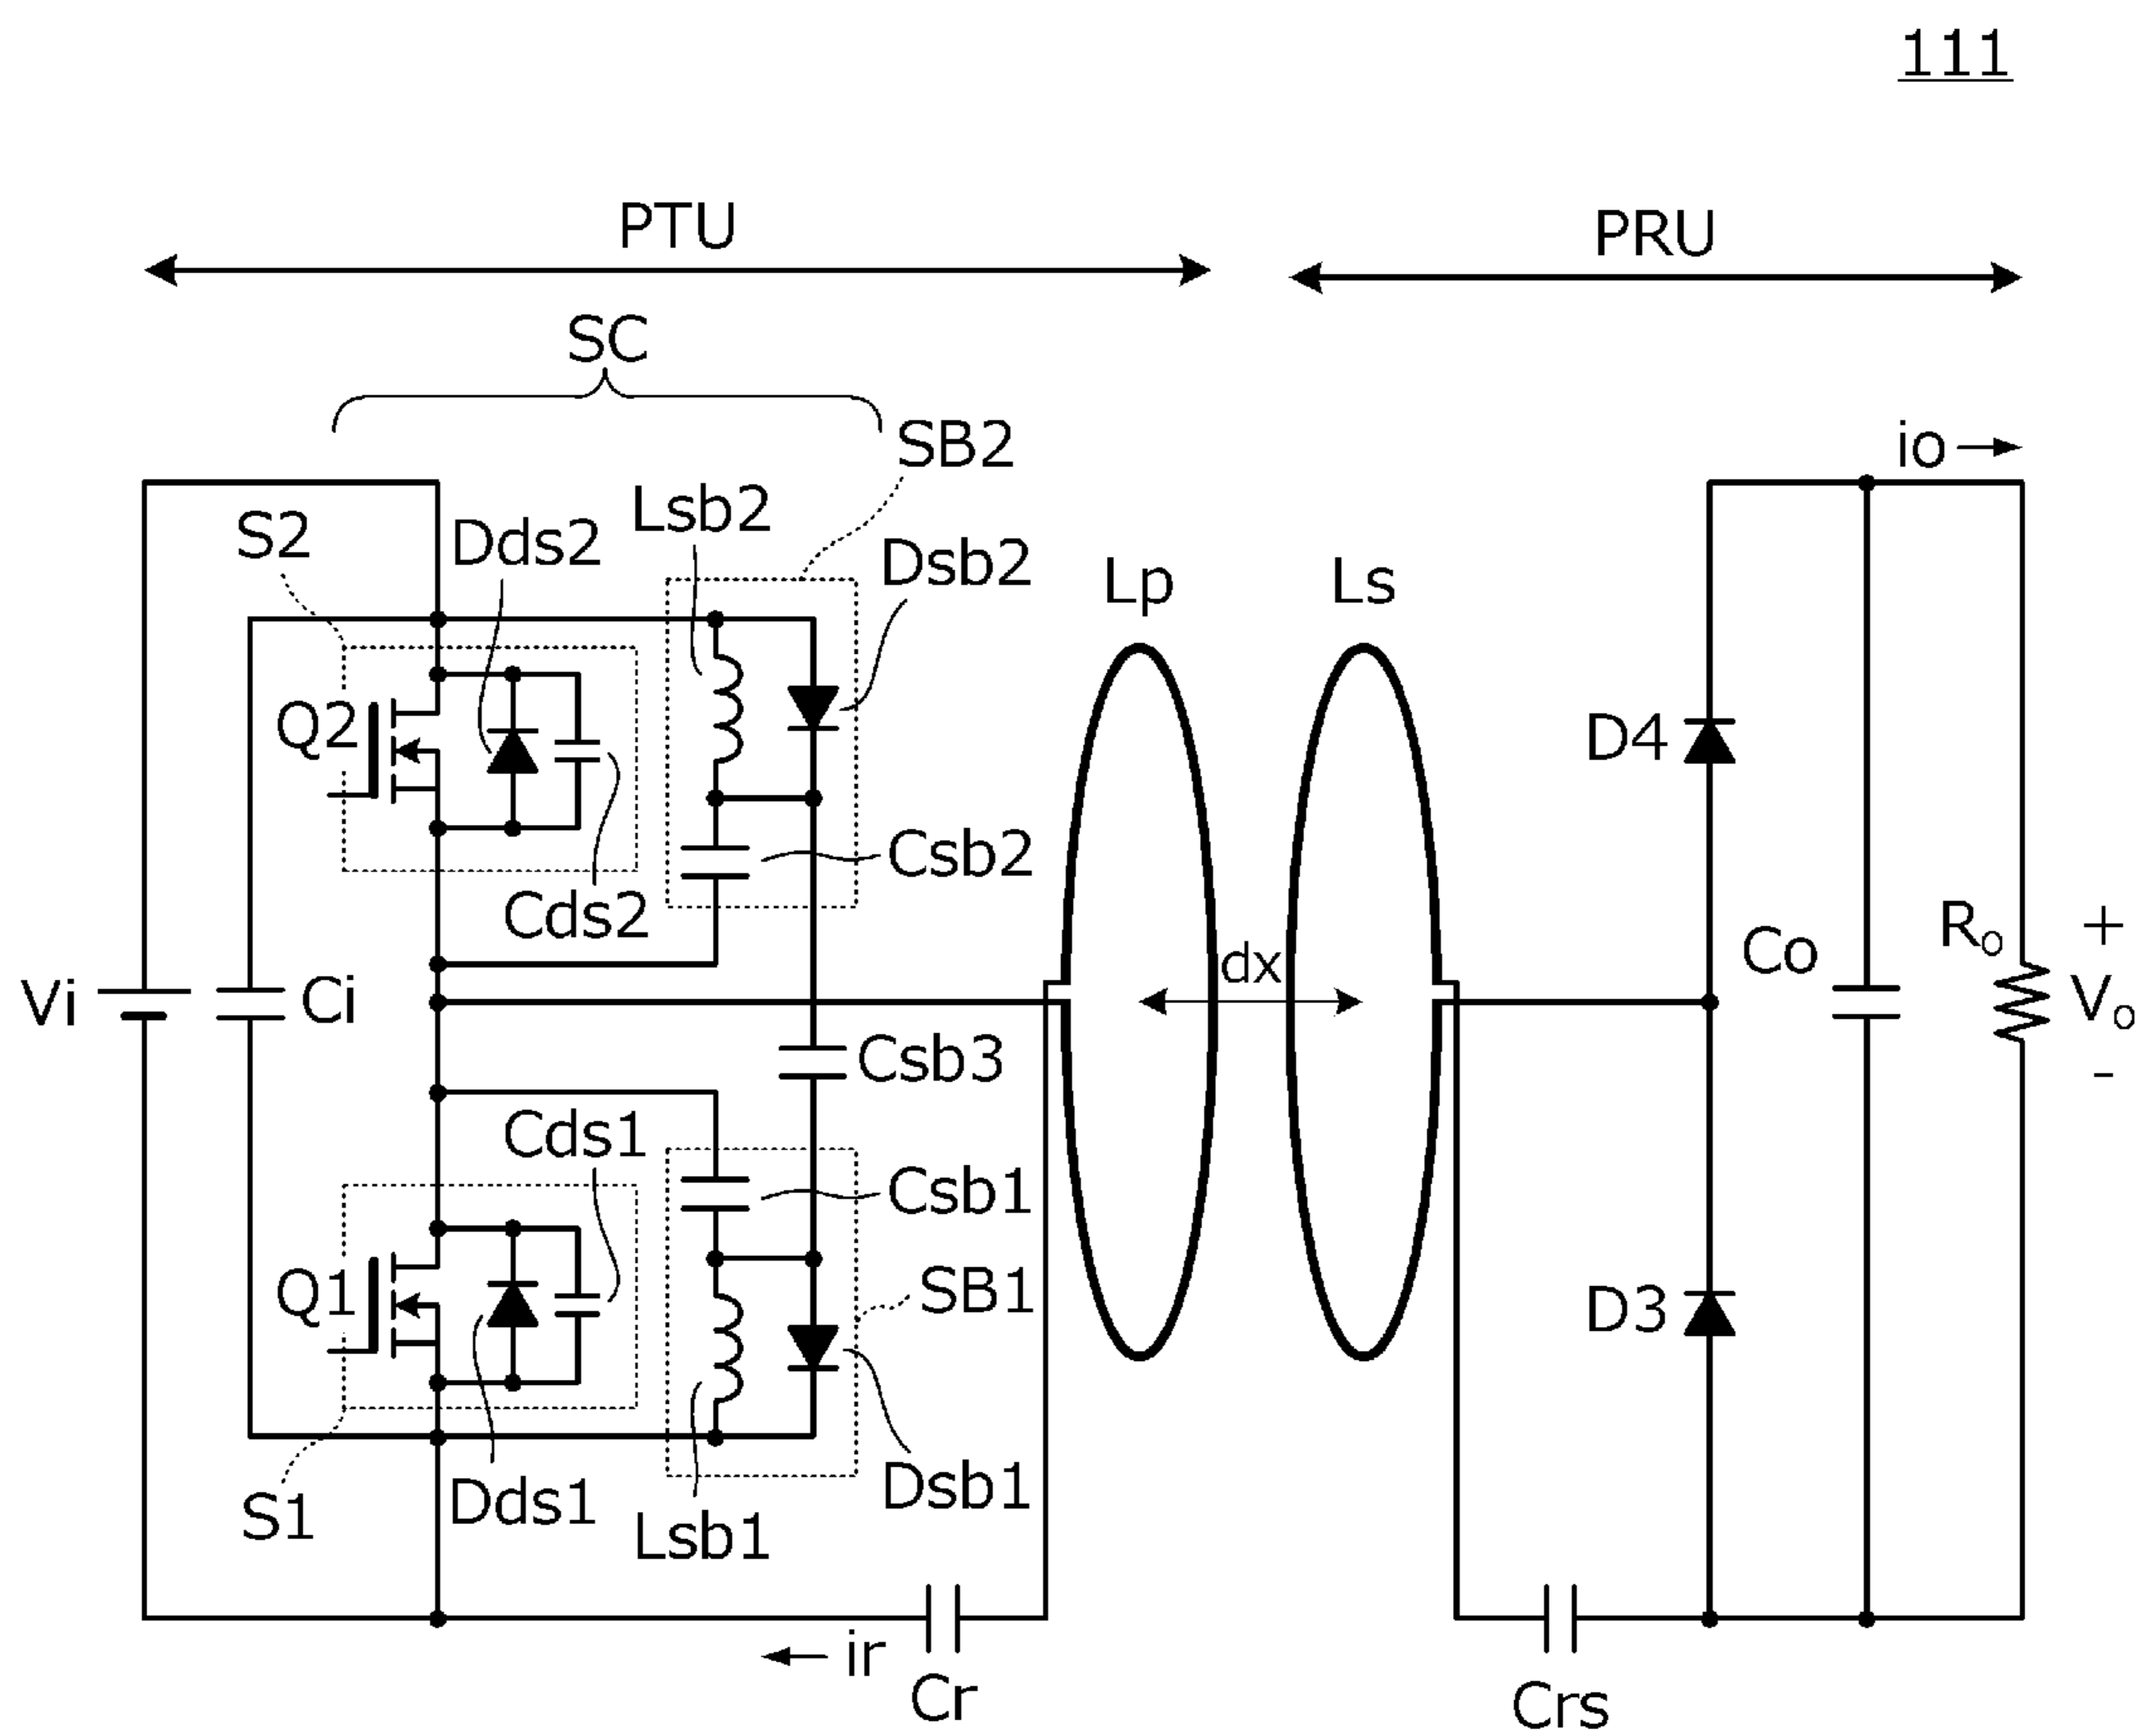 111
PTU
PRU
SC
SB2
io
Lsb2
S2
Dds2
Dsb2
Lp
Ls
Q2
D4
Csb2
Cds2
Ro
+
Co
dx
Vi
Ci
Vo
Csb3
-
Cds1
Csb1
SB1
Q1
D3
Dsb1
Dds1
S1
Lsb1
ir
Cr
Crs